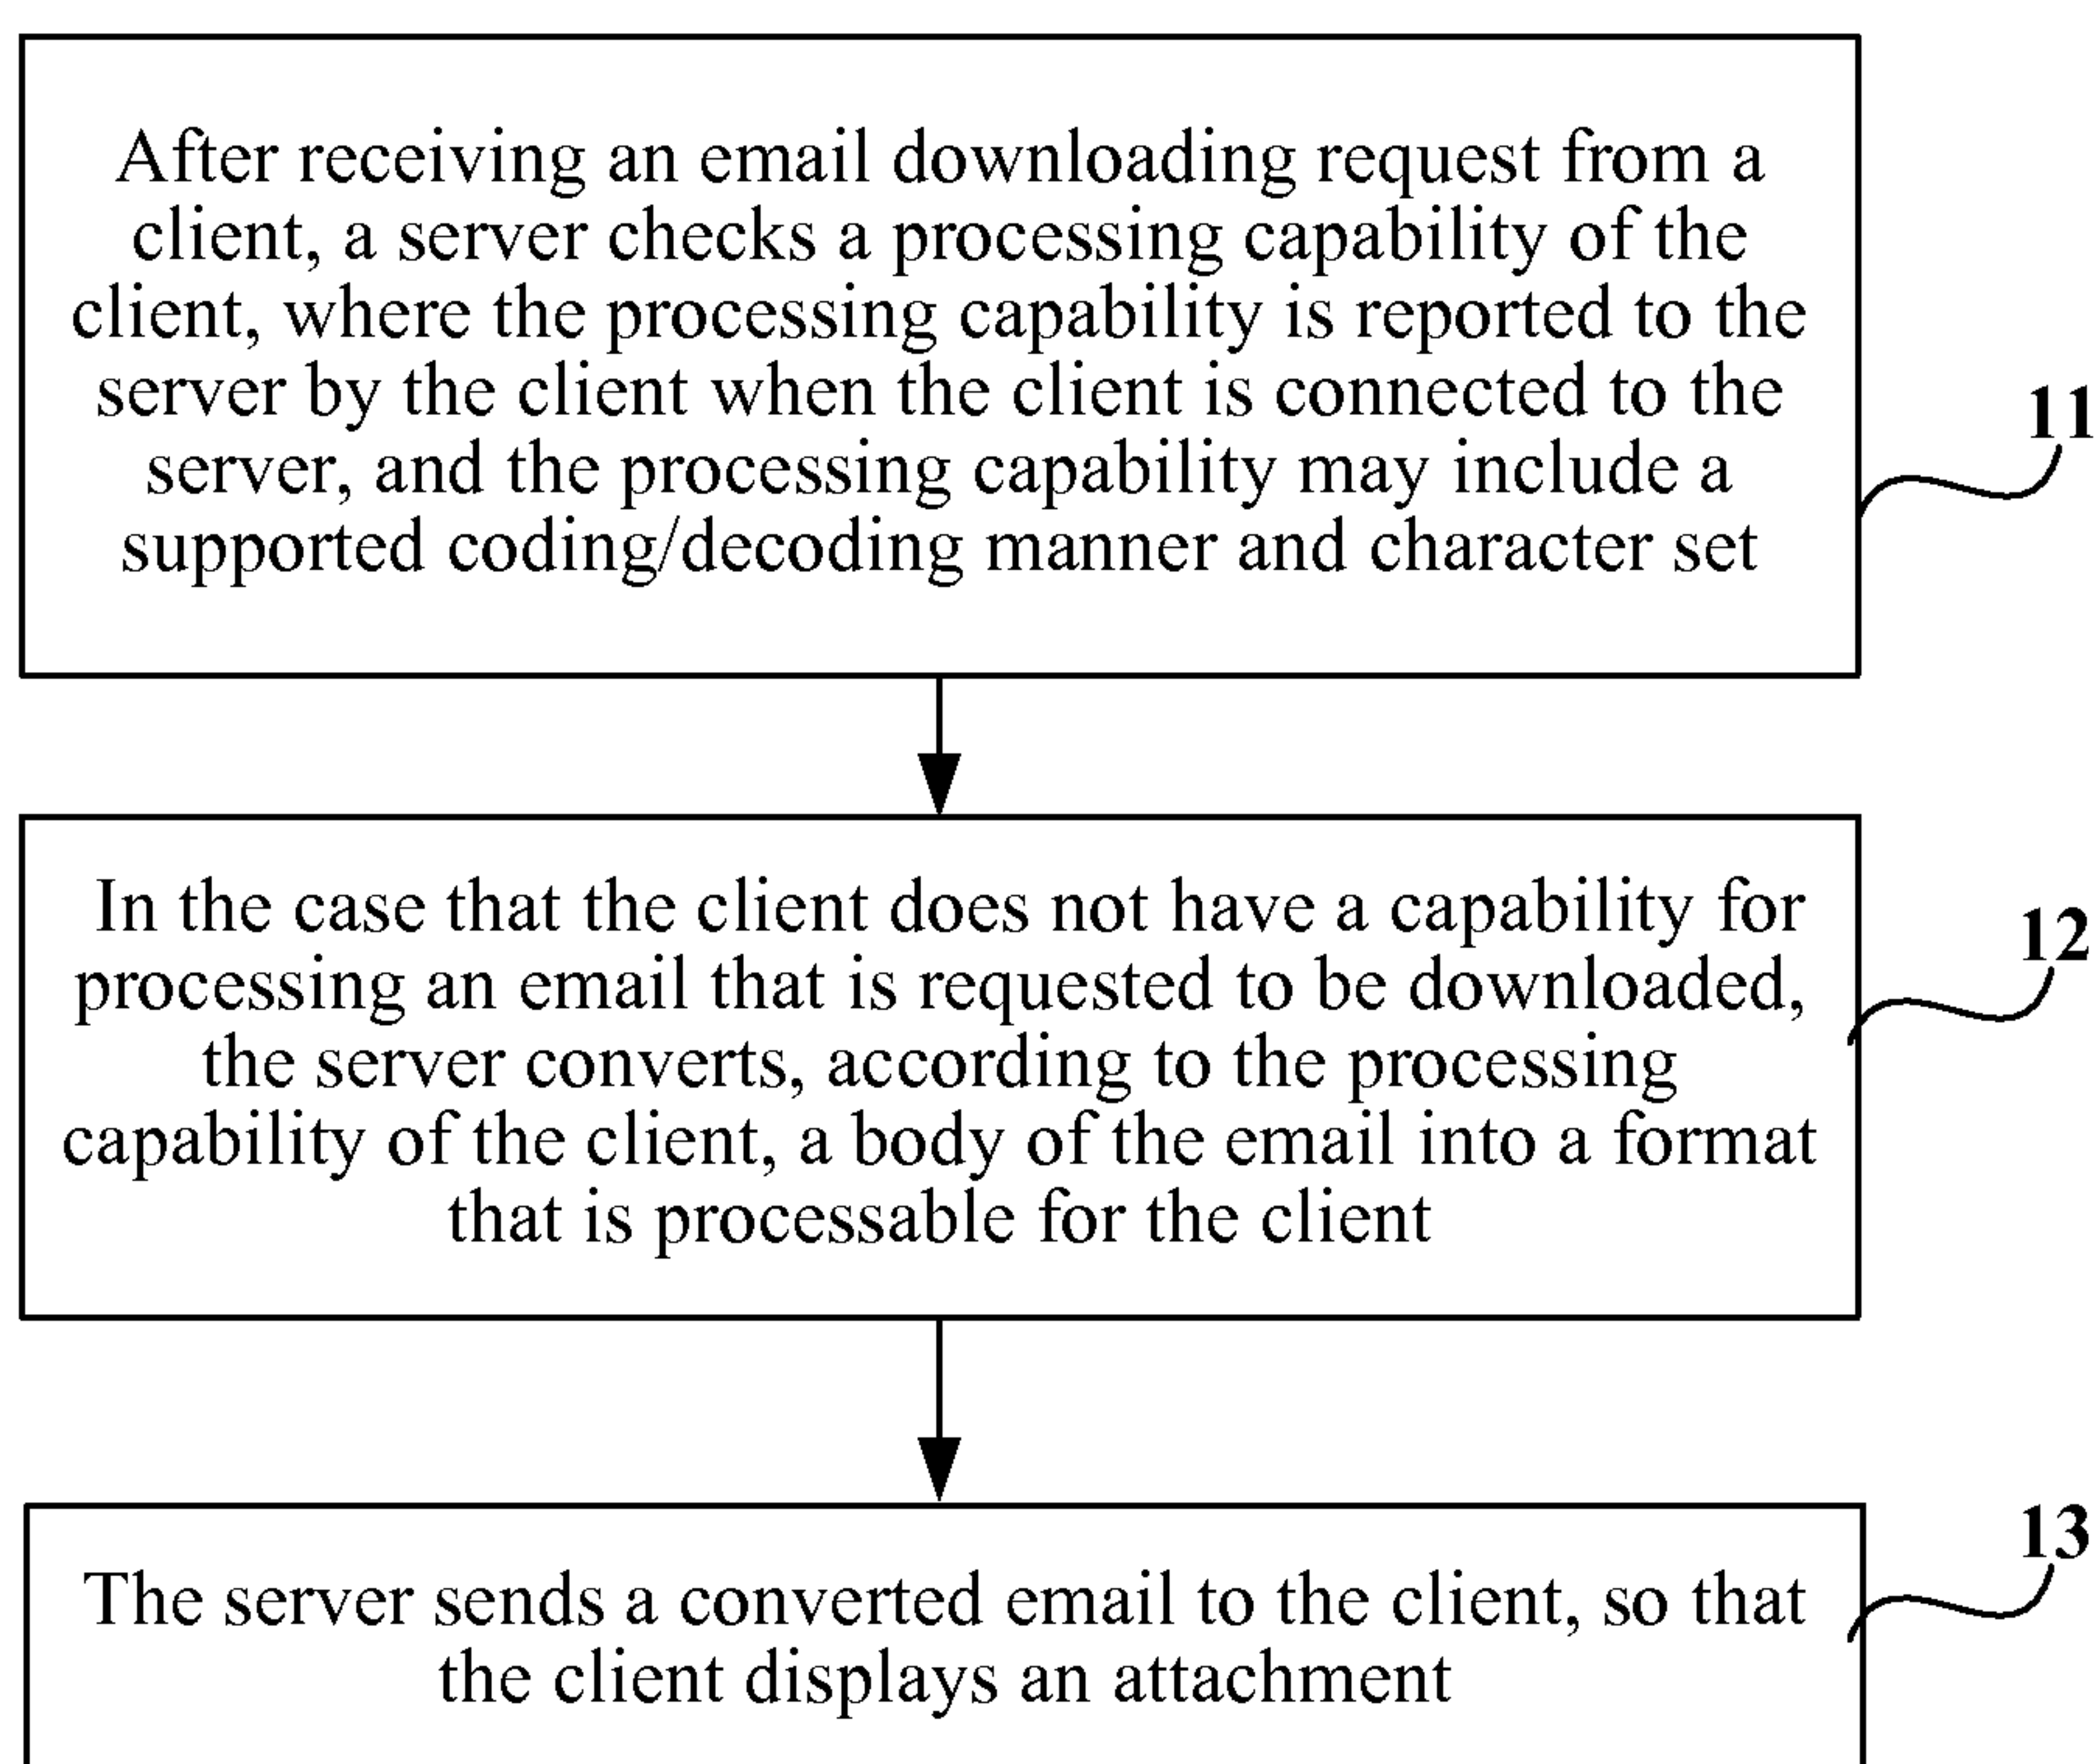 After receiving an email downloading request from a
client, a server checks a processing capability of the
client, where the processing capability is reported to the
server by the client when the client is connected to the
server, and the processing capability may include a
supported coding/decoding manner and character set
11
In the case that the client does not have a capability for
processing an email that is requested to be downloaded,
the server converts, according to the processing
capability of the client, a body of the email into a format
that is processable for the client
12
The server sends a converted email to the client, so that
the client displays an attachment
13